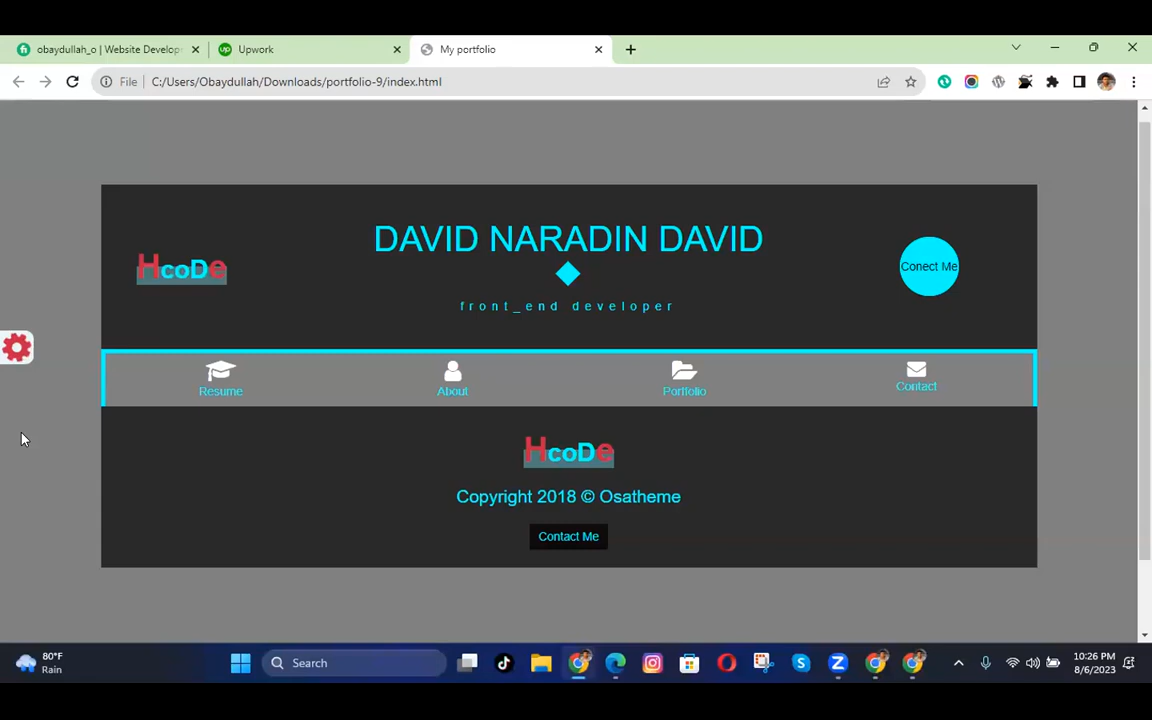 obaydullah_o | Website Develop
Upwork
My portfolio
File
C:/Users/Obaydullah/Downloads/portfolio-9/index.html
HcoDe
DAVID NARADIN DAVID
front_end developer
Conect Me
Resume
About
Portfolio
Contact
HcoDe
Copyright 2018 © Osatheme
Contact Me
80°F
Rain
Search
10:26 PM
8/6/2023